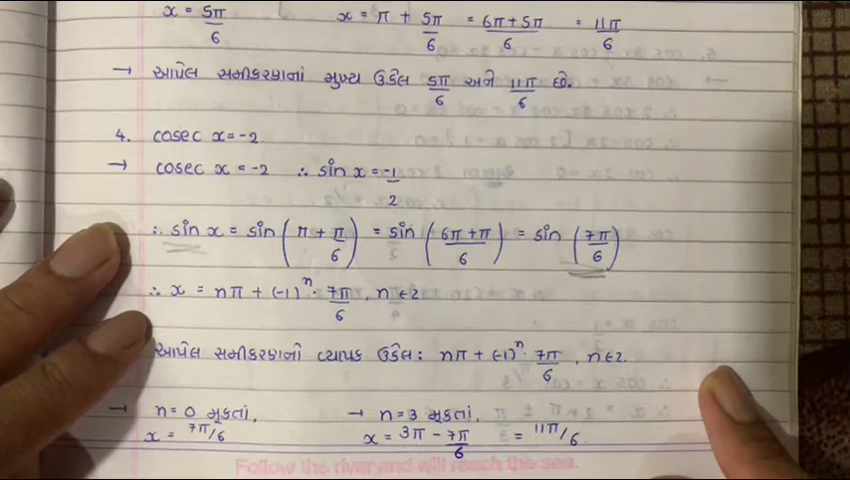 x = 5π/6 x = π + 5π/6 = 6π+5π/6 = 11π/6
→ આપેલ સમીકરણનાં મુખ્ય ઉકેલ 5π/6 અને 11π/6 છે.
4. cosec x = -2
→ cosec x = -2 ∴ sin x = -1/2
∴ sin x = sin (π + π/6) = sin (6π+π/6) = sin (7π/6)
∴ x = nπ + (-1)ⁿ · 7π/6, n ∈ z
આપેલ સમીકરણનો વ્યાપક ઉકેલ : nπ + (-1)ⁿ · 7π/6, n ∈ z.
→ n = 0 મૂકતાં, → n = 3 મૂકતાં,
x = 7π/6 x = 3π - 7π/6 = 11π/6.
Follow the river and will reach the sea.